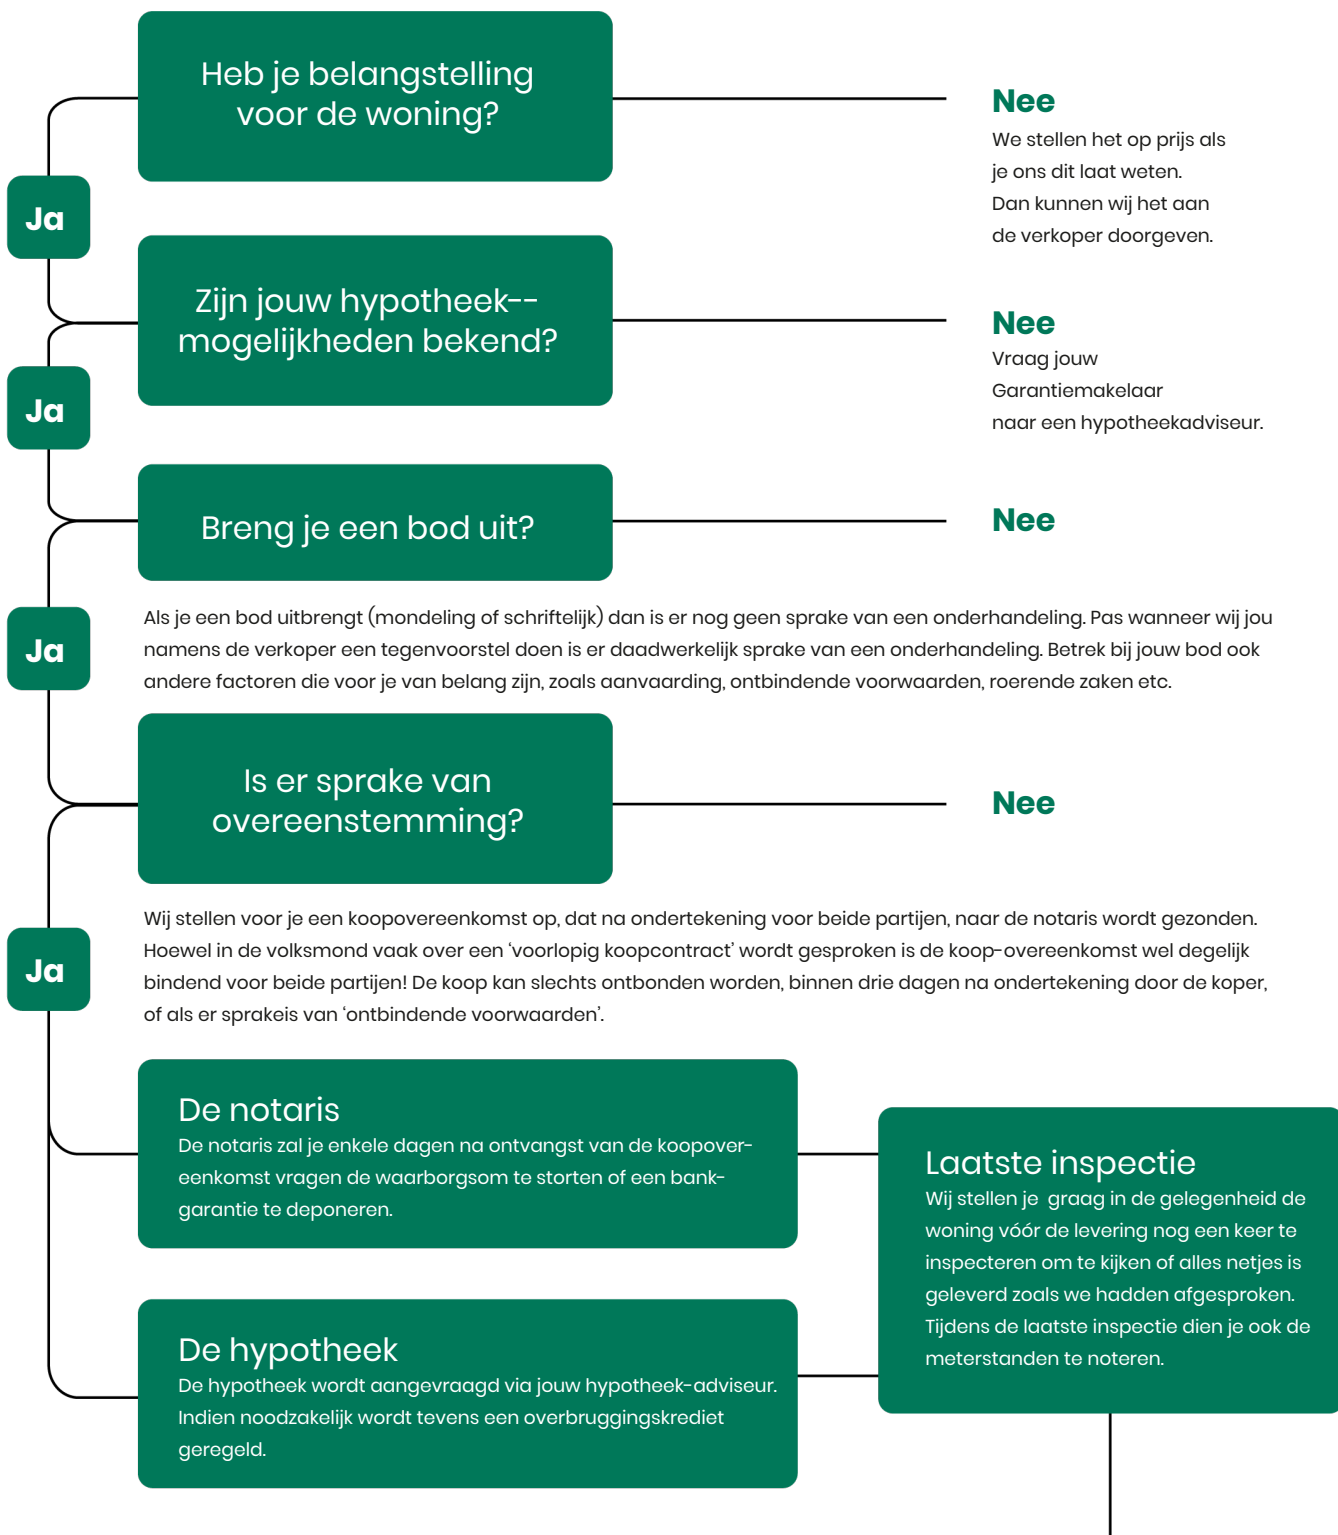 Heb je belangstelling
voor de woning?
Nee
We stellen het op prijs als
je ons dit laat weten.
Dan kunnen wij het aan
de verkoper doorgeven.
Ja
Zijn jouw hypotheek--
mogelijkheden bekend?
Nee
Vraag jouw
Garantiemakelaar
naar een hypotheekadviseur.
Ja
Breng je een bod uit?
Nee
Als je een bod uitbrengt (mondeling of schriftelijk) dan is er nog geen sprake van een onderhandeling. Pas wanneer wij jou
namens de verkoper een tegenvoorstel doen is er daadwerkelijk sprake van een onderhandeling. Betrek bij jouw bod ook
andere factoren die voor je van belang zijn, zoals aanvaarding, ontbindende voorwaarden, roerende zaken etc.
Ja
Is er sprake van
overeenstemming?
Nee
Wij stellen voor je een koopovereenkomst op, dat na ondertekening voor beide partijen, naar de notaris wordt gezonden.
Hoewel in de volksmond vaak over een ‘voorlopig koopcontract’ wordt gesproken is de koop-overeenkomst wel degelijk
bindend voor beide partijen! De koop kan slechts ontbonden worden, binnen drie dagen na ondertekening door de koper,
of als er sprakeis van ‘ontbindende voorwaarden’.
Ja
De notaris
De notaris zal je enkele dagen na ontvangst van de koopover-
eenkomst vragen de waarborgsom te storten of een bank-
garantie te deponeren.
Laatste inspectie
Wij stellen je  graag in de gelegenheid de
woning vóór de levering nog een keer te
inspecteren om te kijken of alles netjes is
geleverd zoals we hadden afgesproken.
Tijdens de laatste inspectie dien je ook de
meterstanden te noteren.
De hypotheek
De hypotheek wordt aangevraagd via jouw hypotheek-adviseur.
Indien noodzakelijk wordt tevens een overbruggingskrediet
geregeld.